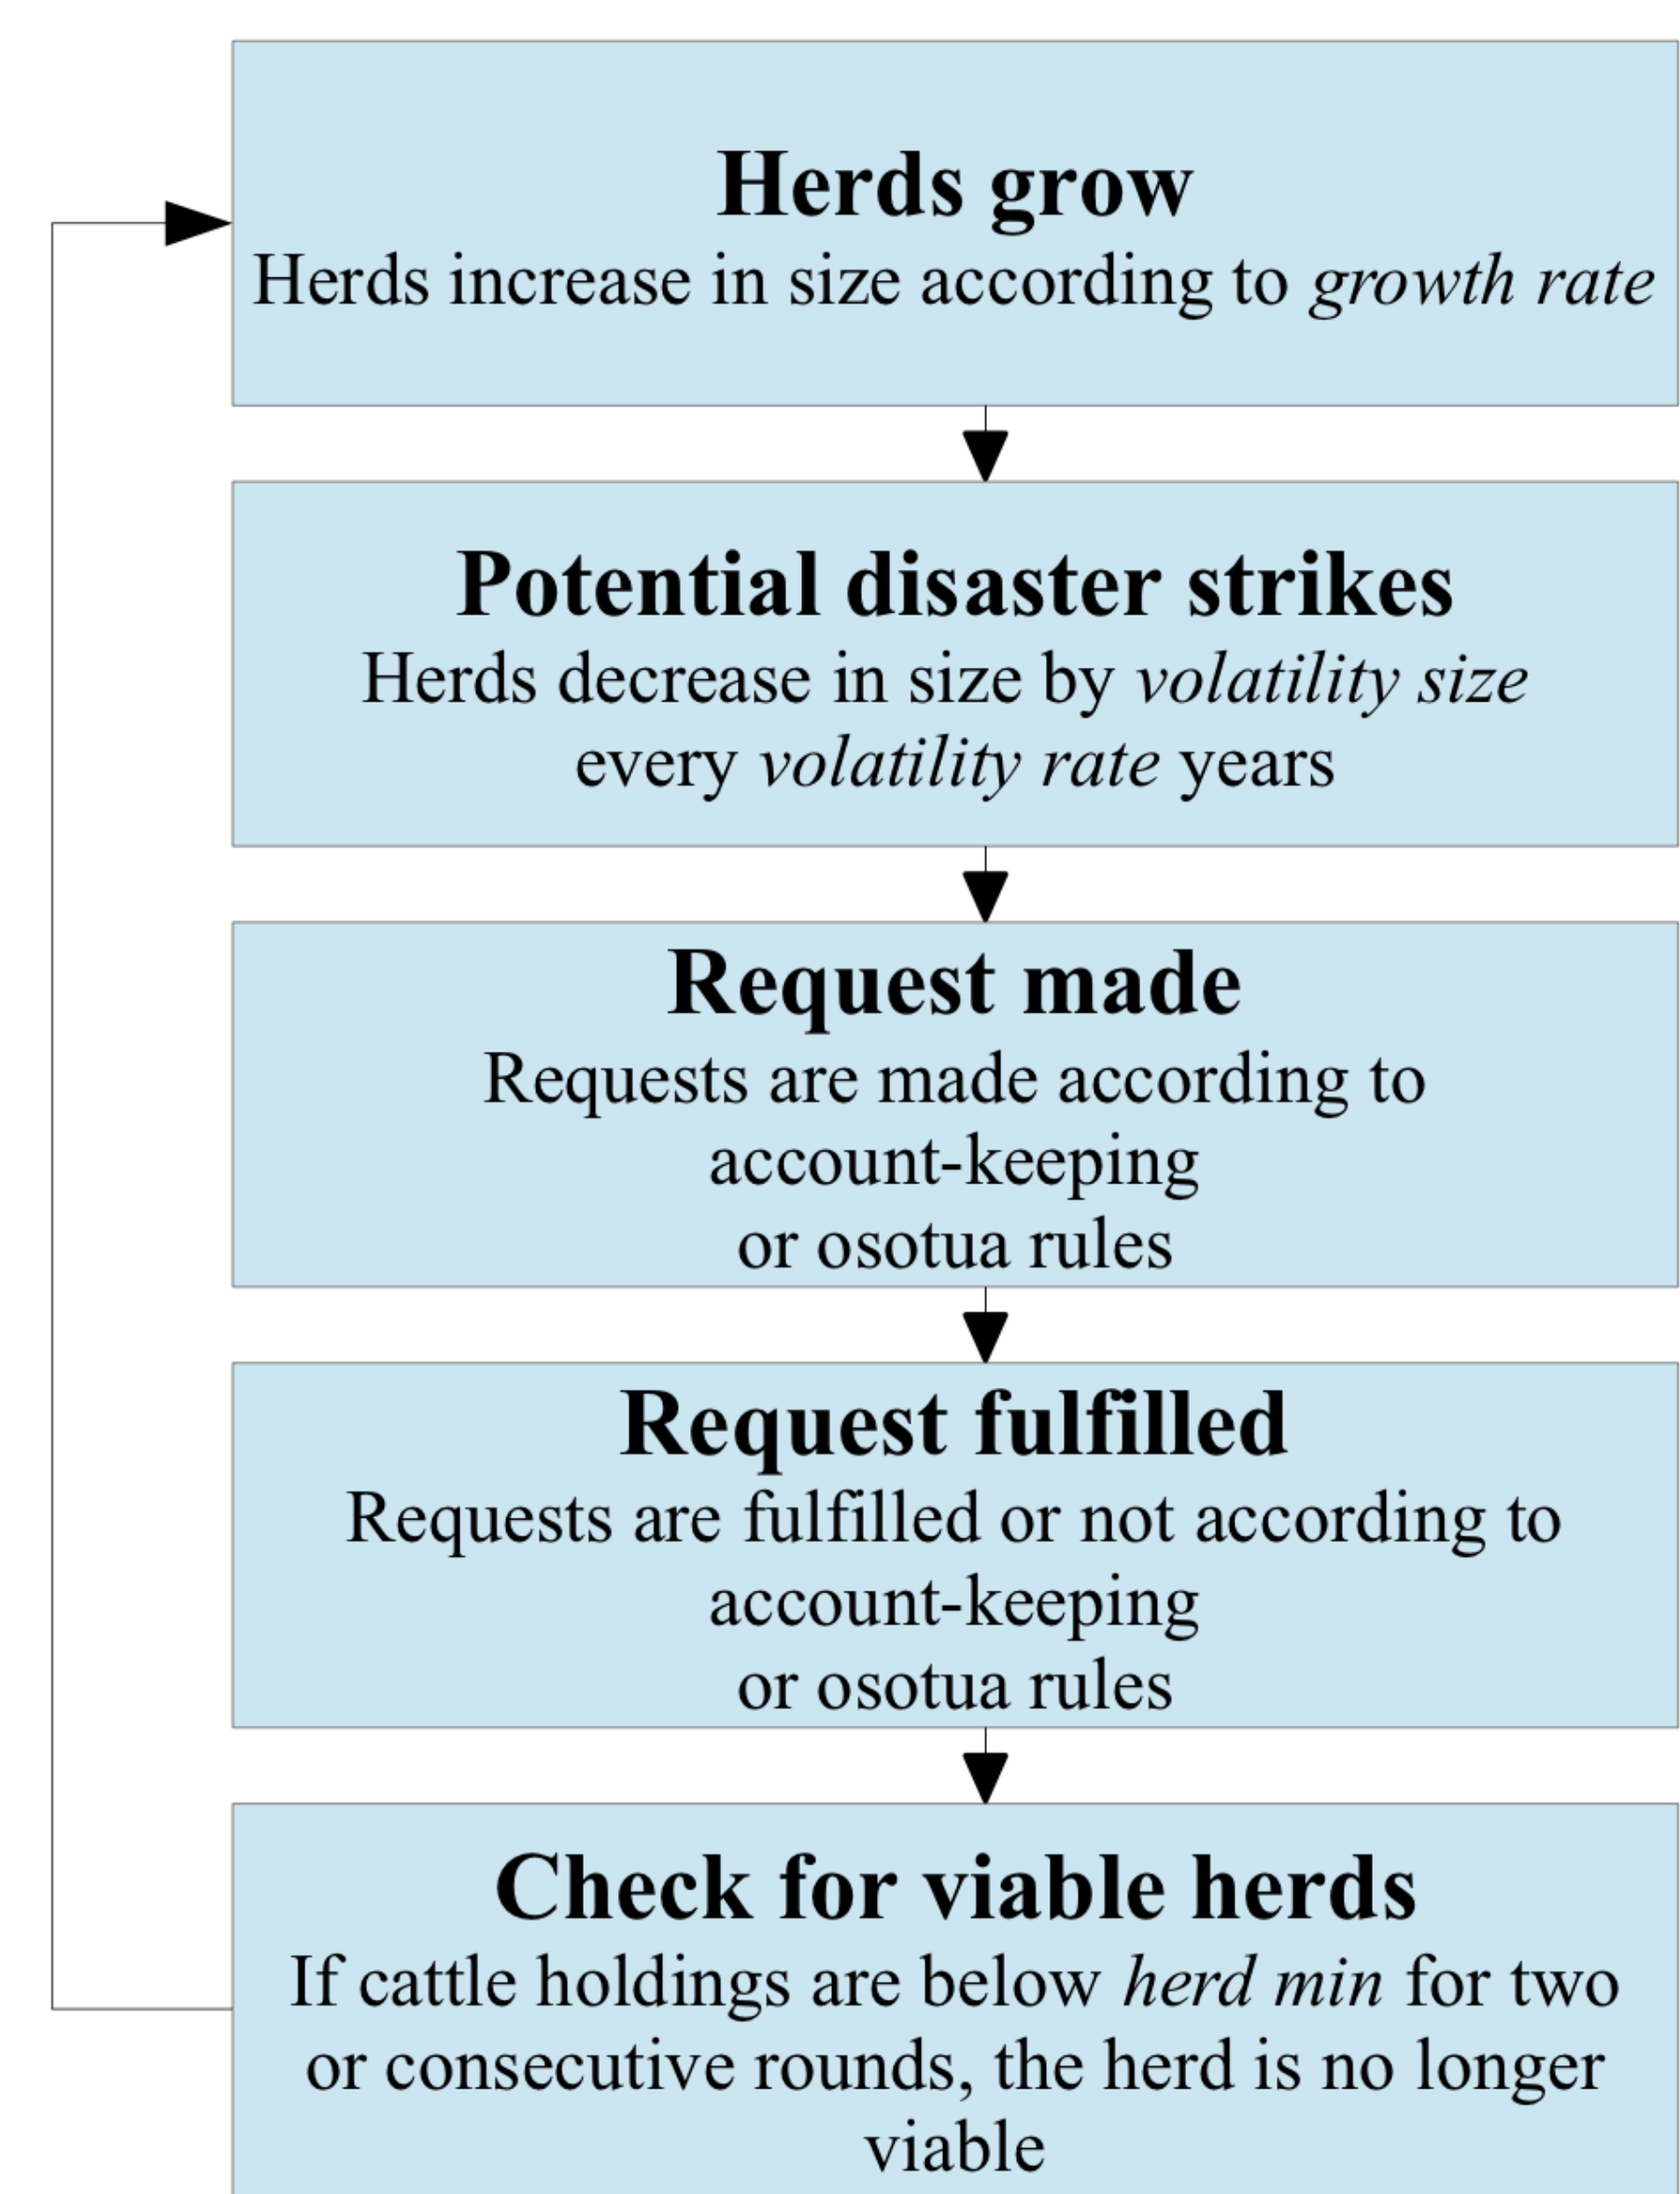 Herds grow
Herds increase in size according to growth rate
Potential disaster strikes
Herds decrease in size by volatility size
every volatility rate years
Request made
Requests are made according to
account-keeping
or osotua rules
Request fulfilled
Requests are fulfilled or not according to
account-keeping
or osotua rules
Check for viable herds
If cattle holdings are below herd min for two
or consecutive rounds, the herd is no longer
viable